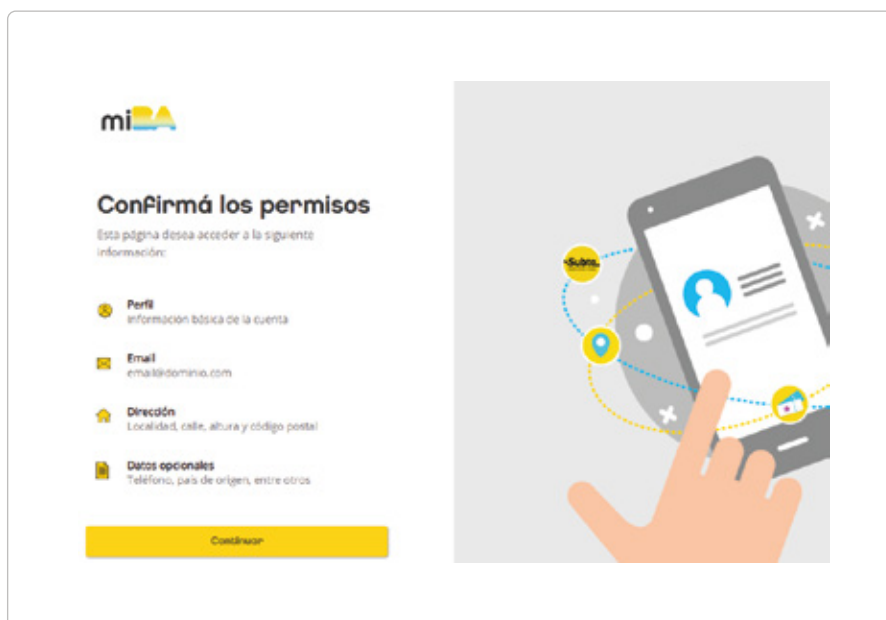 miBA
Confirmá los permisos
Esta página desea acceder a la siguiente
información:
Perfil
Información básica de la cuenta
Email
email@dominio.com
Dirección
Localidad, calle, altura y código postal
Datos opcionales
Teléfono, país de origen, entre otros
Continuar
Subte